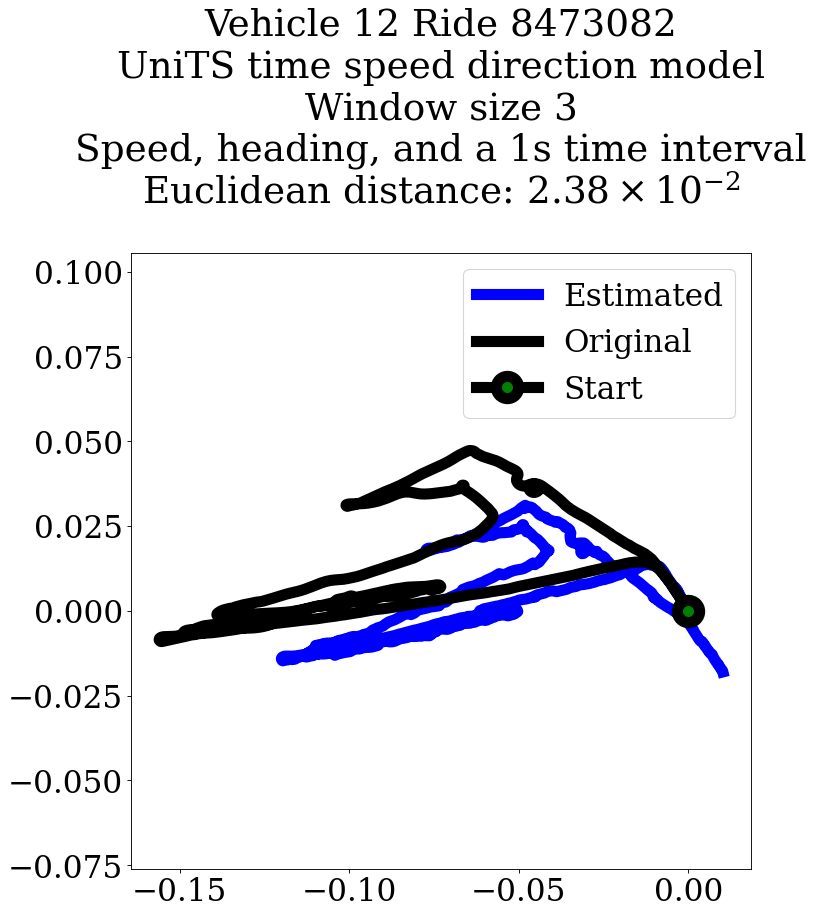 Vehicle 12 Ride 8473082
UniTS time speed direction model
Window size 3
Speed, heading, and a 1s time interval
Euclidean distance: 2.38 × 10⁻²
Estimated
Original
Start
0.100
0.075
0.050
0.025
0.000
−0.025
−0.050
−0.075
−0.15
−0.10
−0.05
0.00